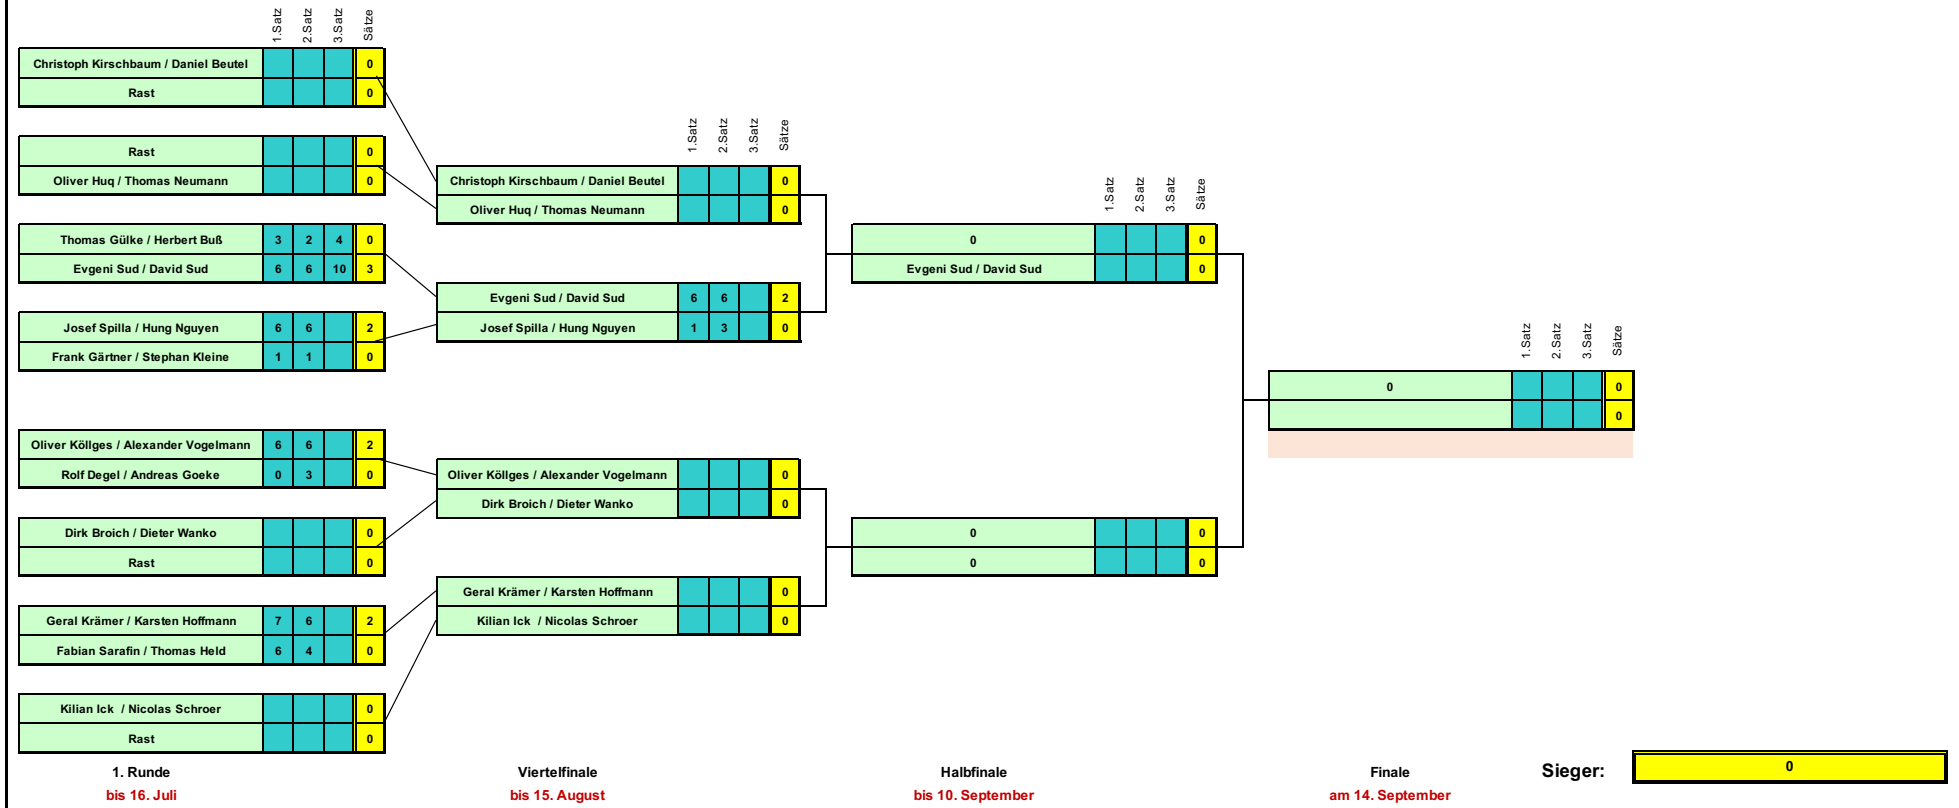 1.Satz 2.Satz 3.Satz Sätze
Christoph Kirschbaum / Daniel Beutel 0
Rast 0
Rast 0
Oliver Huq / Thomas Neumann 0
Thomas Gülke / Herbert Buß 3 2 4 0
Evgeni Sud / David Sud 6 6 10 3
Josef Spilla / Hung Nguyen 6 6 2
Frank Gärtner / Stephan Kleine 1 1 0
Oliver Köllges / Alexander Vogelmann 6 6 2
Rolf Degel / Andreas Goeke 0 3 0
Dirk Broich / Dieter Wanko 0
Rast 0
Geral Krämer / Karsten Hoffmann 7 6 2
Fabian Sarafin / Thomas Held 6 4 0
Kilian Ick / Nicolas Schroer 0
Rast 0
1. Runde
bis 16. Juli
1.Satz 2.Satz 3.Satz Sätze
Christoph Kirschbaum / Daniel Beutel 0
Oliver Huq / Thomas Neumann 0
Evgeni Sud / David Sud 6 6 2
Josef Spilla / Hung Nguyen 1 3 0
Oliver Köllges / Alexander Vogelmann 0
Dirk Broich / Dieter Wanko 0
Geral Krämer / Karsten Hoffmann 0
Kilian Ick / Nicolas Schroer 0
Viertelfinale
bis 15. August
1.Satz 2.Satz 3.Satz Sätze
0 0
Evgeni Sud / David Sud 0
0 0
0 0
Halbfinale
bis 10. September
1.Satz 2.Satz 3.Satz Sätze
0 0
0
Finale
am 14. September
Sieger: 0